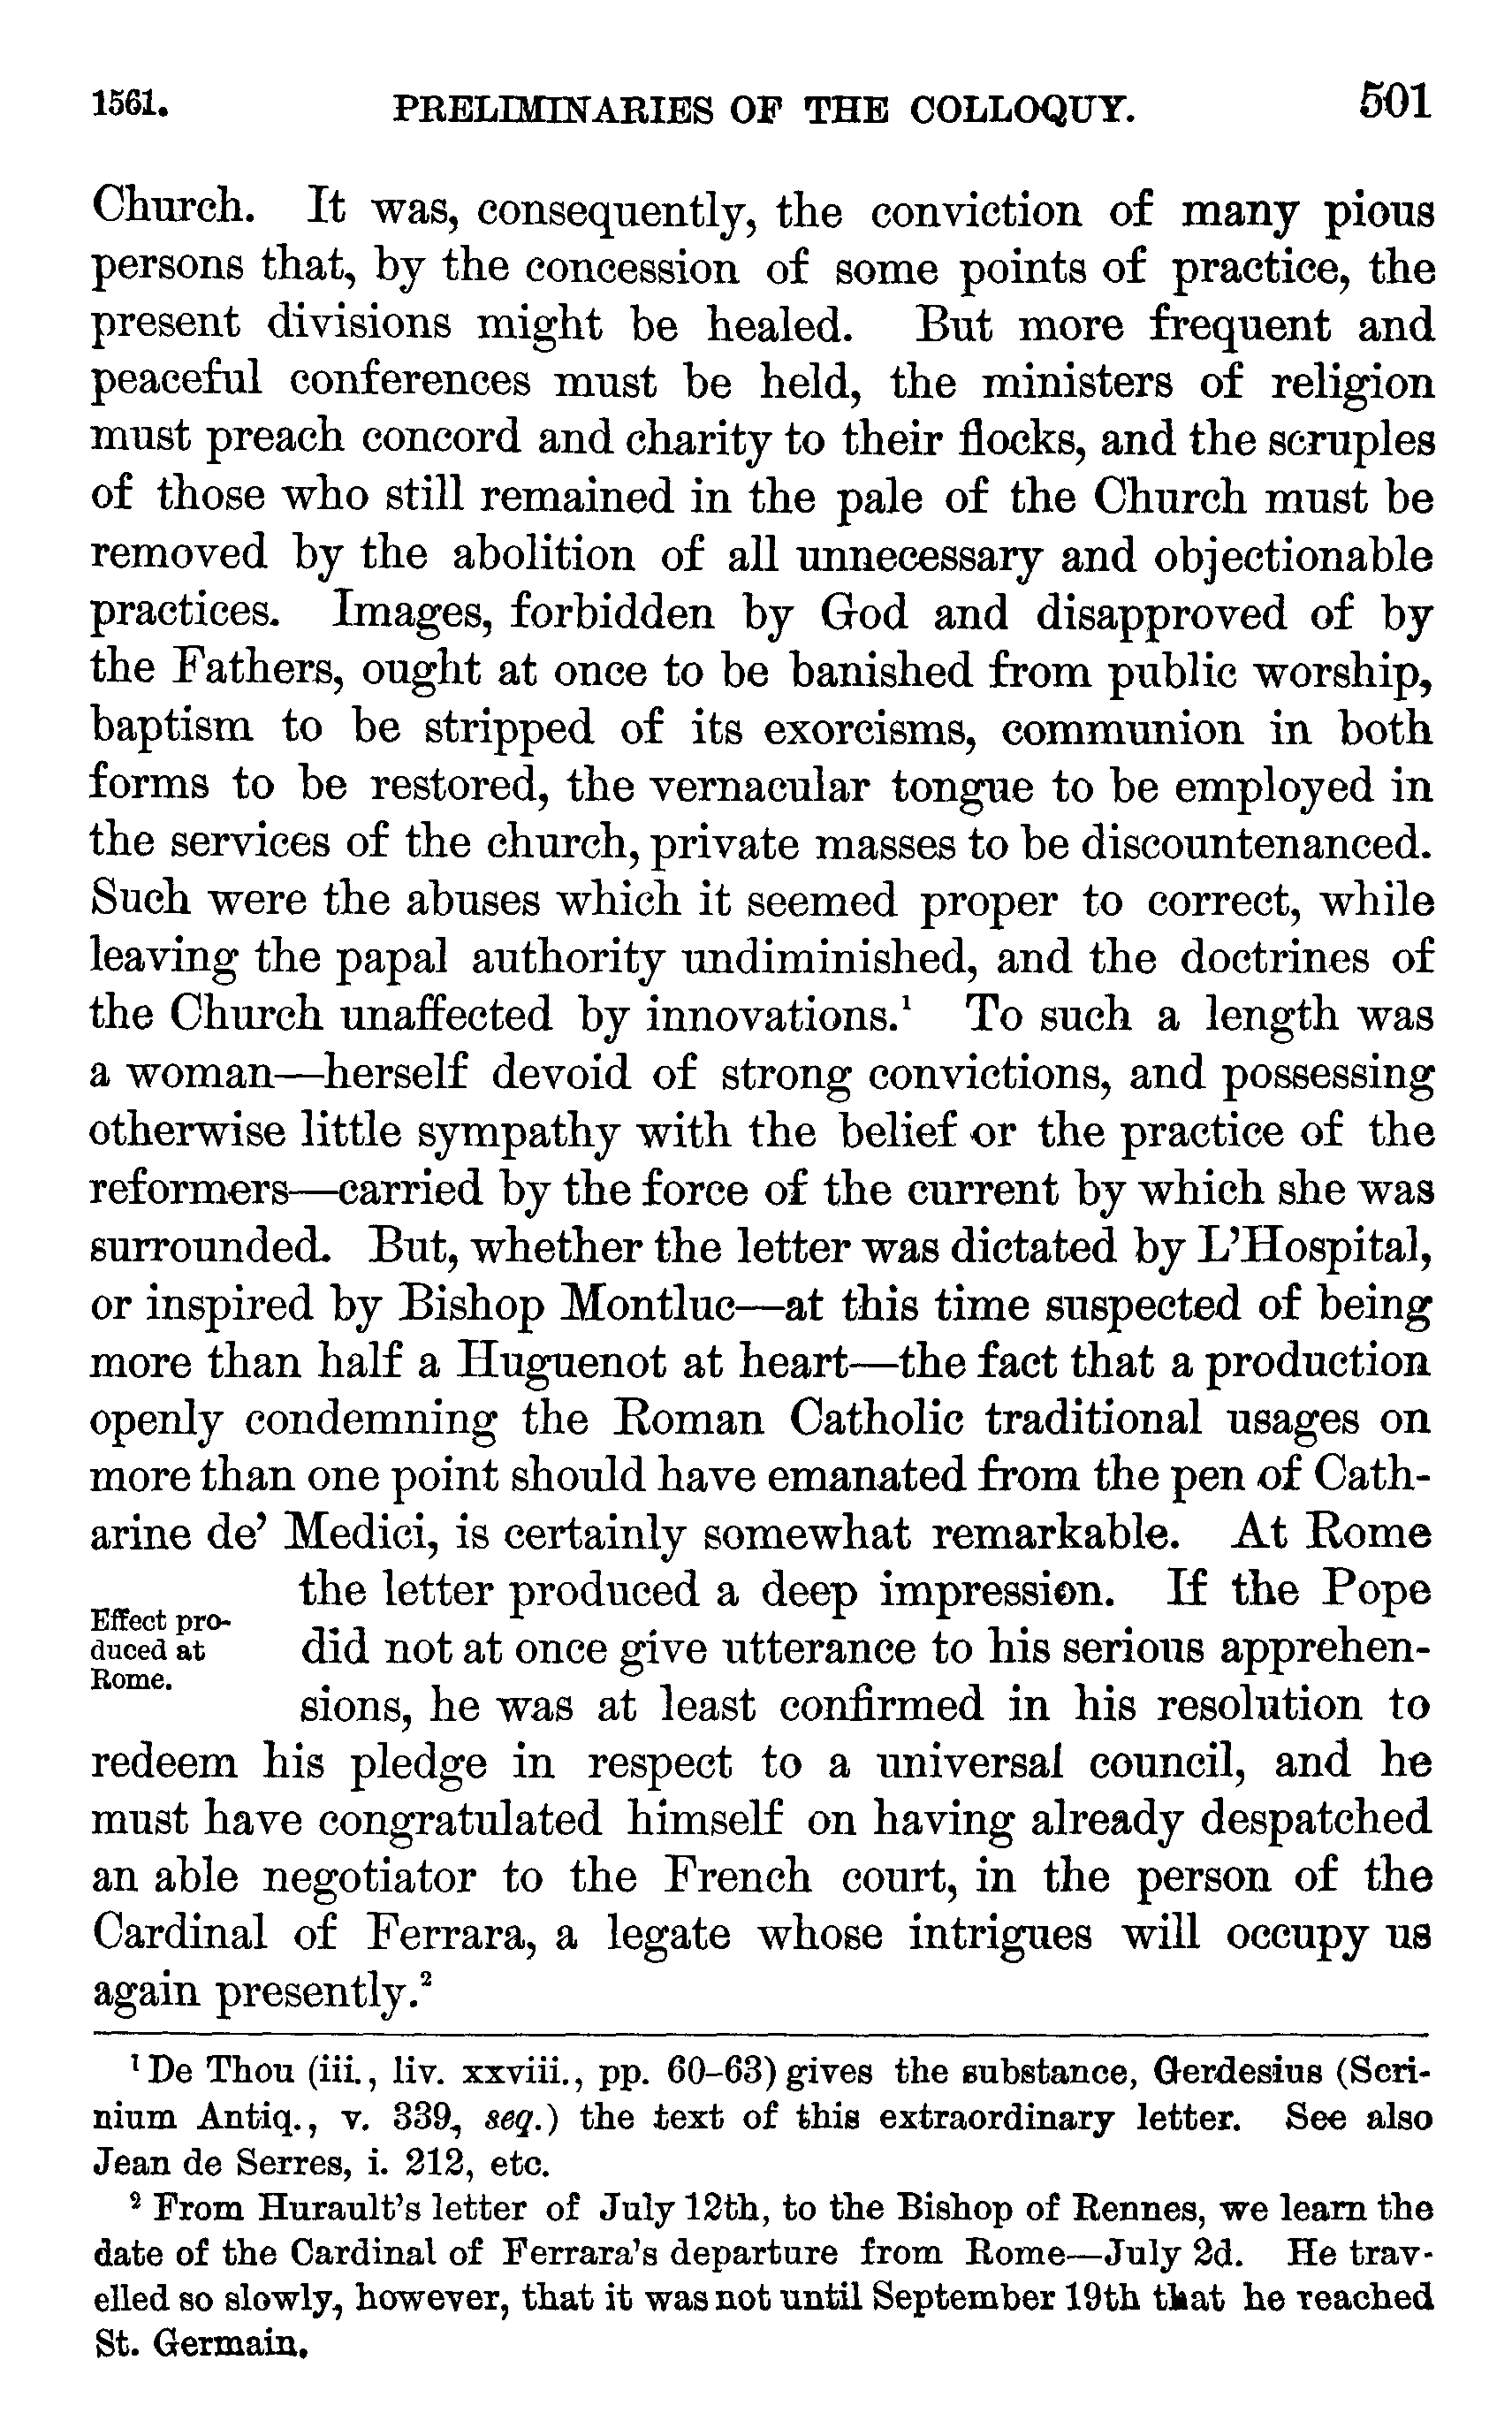 1561. PRELIMINARIES OF THE COLLOQUY. 501
Church. It was, consequently, the conviction of many pious
persons that, by the concession of some points of practice, the
present divisions might be healed. But more frequent and
peaceful conferences must be held, the ministers of religion
must preach concord and charity to their flocks, and the scruples
of those who still remained in the pale of the Church must be
removed by the abolition of all unnecessary and objectionable
practices. Images, forbidden by God and disapproved of by
the Fathers, ought at once to be banished from public worship,
baptism to be stripped of its exorcisms, communion in both
forms to be restored, the vernacular tongue to be employed in
the services of the church, private masses to be discountenanced.
Such were the abuses which it seemed proper to correct, while
leaving the papal authority undiminished, and the doctrines of
the Church unaffected by innovations.¹ To such a length was
a woman—herself devoid of strong convictions, and possessing
otherwise little sympathy with the belief or the practice of the
reformers—carried by the force of the current by which she was
surrounded. But, whether the letter was dictated by L'Hospital,
or inspired by Bishop Montluc—at this time suspected of being
more than half a Huguenot at heart—the fact that a production
openly condemning the Roman Catholic traditional usages on
more than one point should have emanated from the pen of Cath-
arine de' Medici, is certainly somewhat remarkable. At Rome
Effect pro-
duced at
Rome.
the letter produced a deep impression. If the Pope
did not at once give utterance to his serious apprehen-
sions, he was at least confirmed in his resolution to
redeem his pledge in respect to a universal council, and he
must have congratulated himself on having already despatched
an able negotiator to the French court, in the person of the
Cardinal of Ferrara, a legate whose intrigues will occupy us
again presently.²
¹ De Thou (iii., liv. xxviii., pp. 60-63) gives the substance, Gerdesius (Scri-
nium Antiq., v. 339, seq.) the text of this extraordinary letter. See also
Jean de Serres, i. 212, etc.
² From Hurault's letter of July 12th, to the Bishop of Rennes, we learn the
date of the Cardinal of Ferrara's departure from Rome—July 2d. He trav-
elled so slowly, however, that it was not until September 19th that he reached
St. Germain.